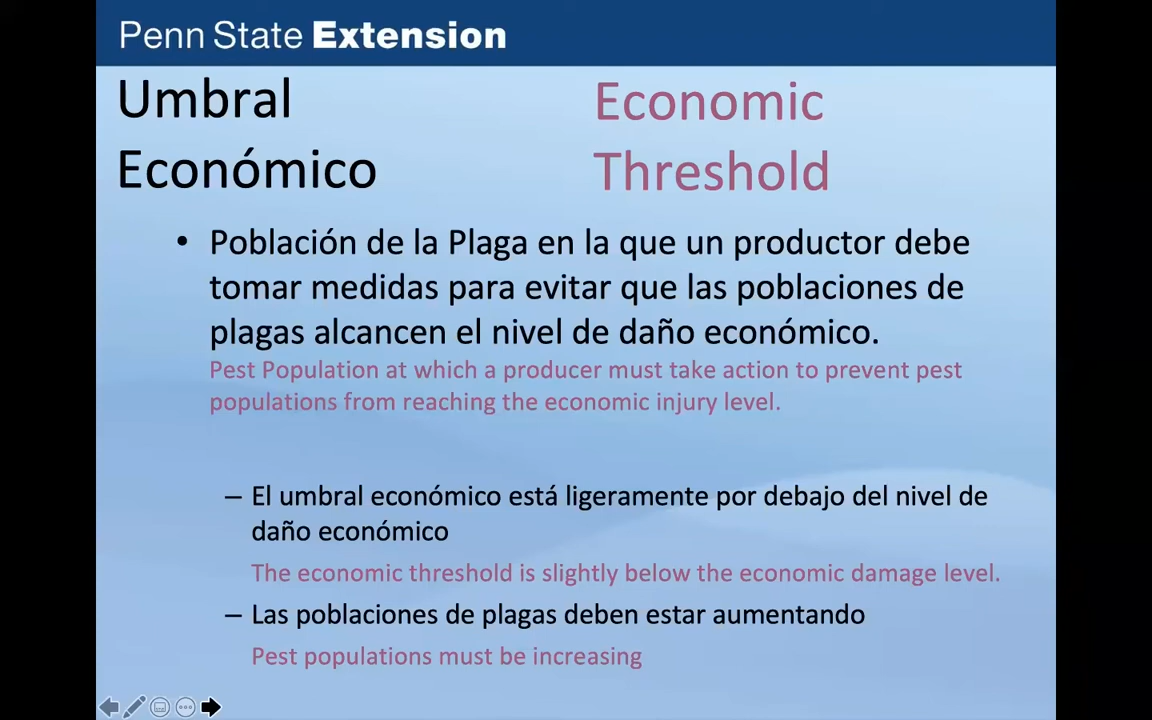 Penn State Extension
Umbral
Económico
Economic
Threshold
• Población de la Plaga en la que un productor debe
tomar medidas para evitar que las poblaciones de
plagas alcancen el nivel de daño económico.
Pest Population at which a producer must take action to prevent pest
populations from reaching the economic injury level.
– El umbral económico está ligeramente por debajo del nivel de
daño económico
The economic threshold is slightly below the economic damage level.
– Las poblaciones de plagas deben estar aumentando
Pest populations must be increasing